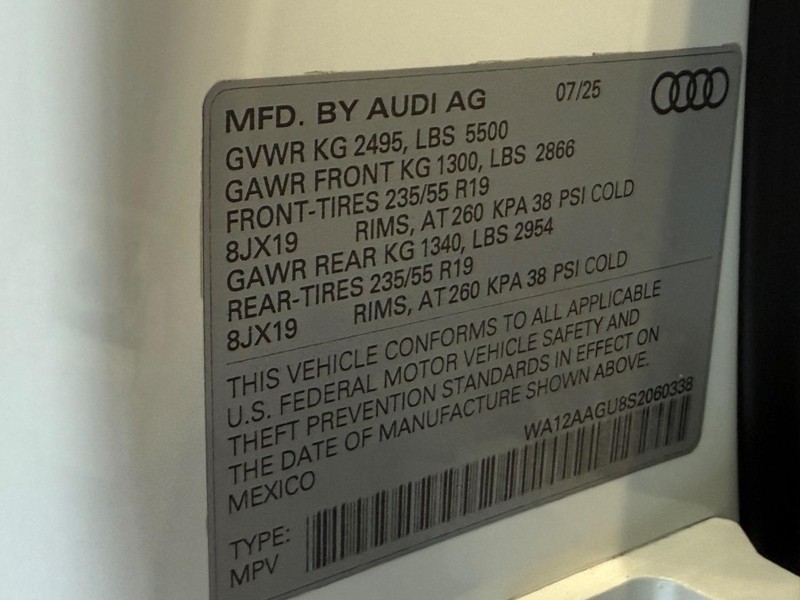 MFD. BY AUDI AG 07/25
GVWR KG 2495, LBS 5500
GAWR FRONT KG 1300, LBS 2866
FRONT-TIRES 235/55 R19
8JX19 RIMS, AT 260 KPA 38 PSI COLD
GAWR REAR KG 1340, LBS 2954
REAR-TIRES 235/55 R19
8JX19 RIMS, AT 260 KPA 38 PSI COLD
THIS VEHICLE CONFORMS TO ALL APPLICABLE
U.S. FEDERAL MOTOR VEHICLE SAFETY AND
THEFT PREVENTION STANDARDS IN EFFECT ON
THE DATE OF MANUFACTURE SHOWN ABOVE.
MEXICO WA12AAGU8S2060338
TYPE:
MPV